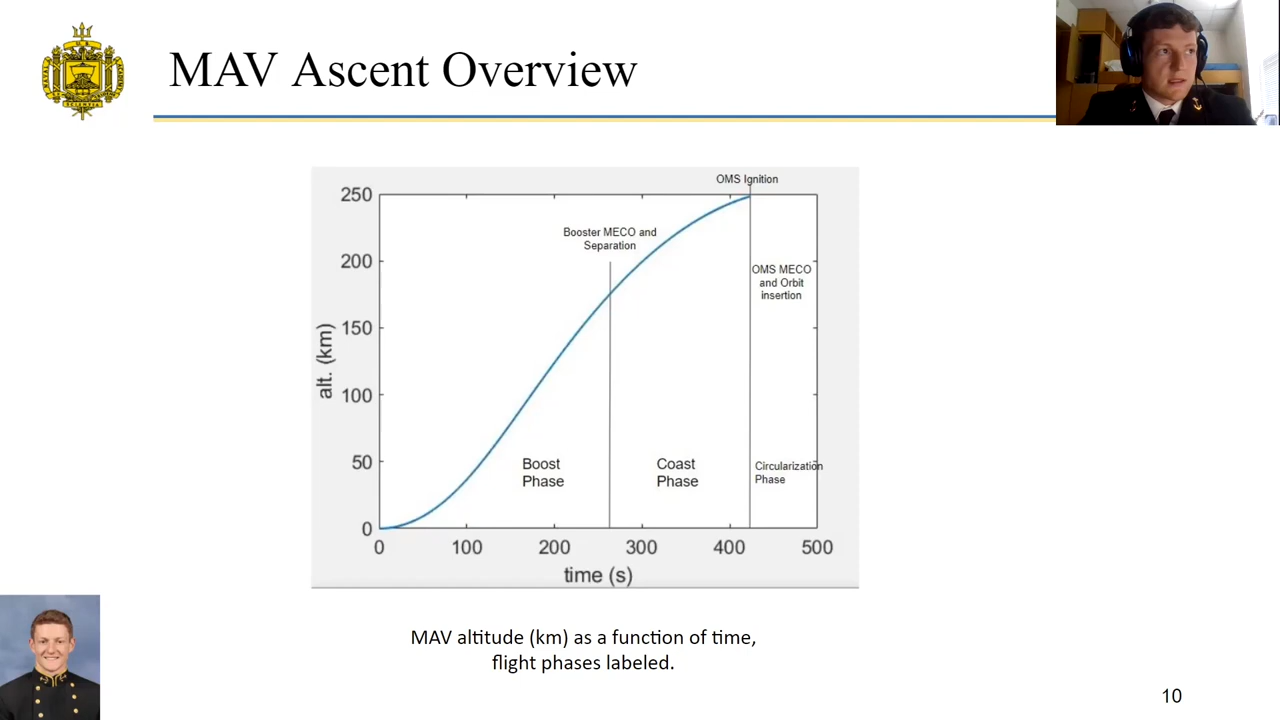 MAV Ascent Overview
OMS Ignition
250
Booster MECO and
Separation
200
OMS MECO
and Orbit
insertion
150
alt. (km)
100
50
Boost
Phase
Coast
Phase
Circularization
Phase
0
0 100 200 300 400 500
time (s)
MAV altitude (km) as a function of time,
flight phases labeled.
10